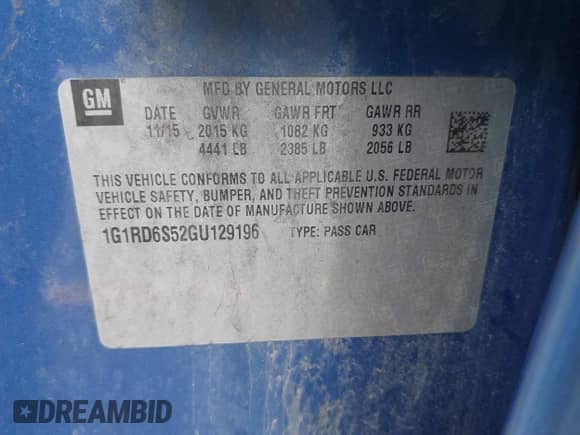 GM
MFD BY GENERAL MOTORS LLC
DATE GVWR GAWR FRT GAWR RR
11/15 2015 KG 1082 KG 933 KG
4441 LB 2385 LB 2056 LB
THIS VEHICLE CONFORMS TO ALL APPLICABLE U.S. FEDERAL MOTOR
VEHICLE SAFETY, BUMPER, AND THEFT PREVENTION STANDARDS IN
EFFECT ON THE DATE OF MANUFACTURE SHOWN ABOVE.
1G1RD6S52GU129196 TYPE: PASS CAR
DREAMBID